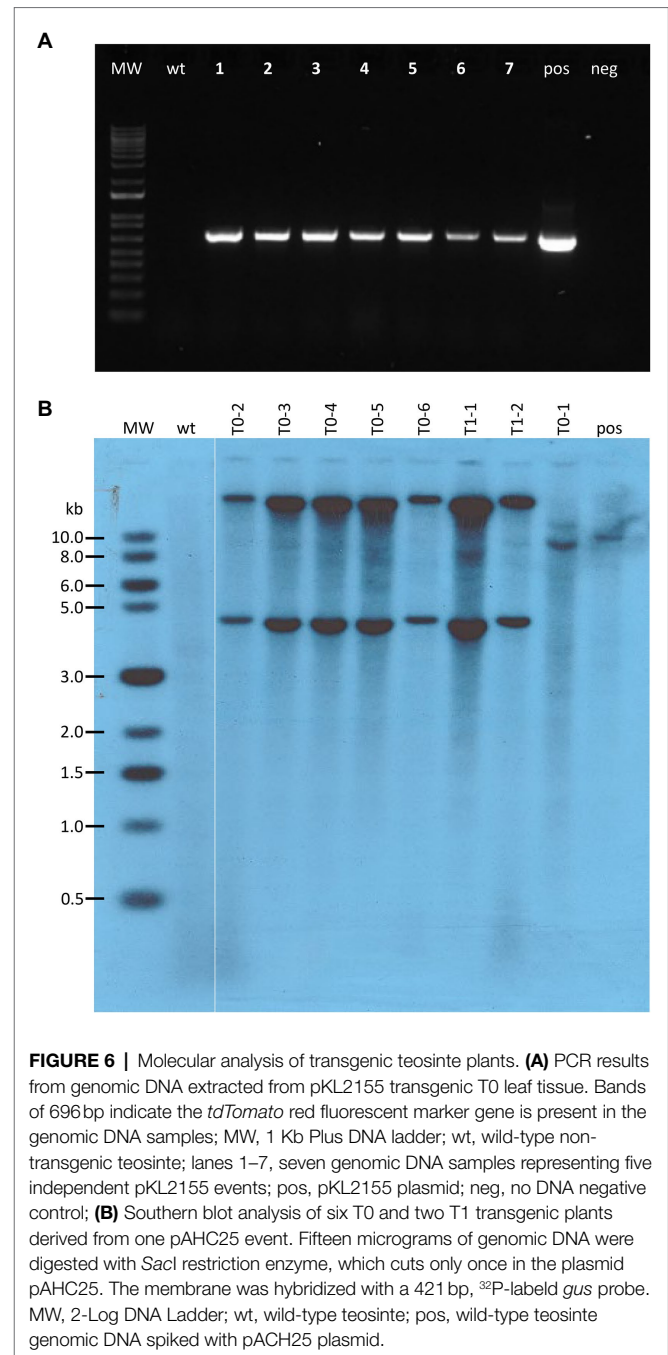 A
MW wt 1 2 3 4 5 6 7 pos neg
B
MW wt T0-2 T0-3 T0-4 T0-5 T0-6 T1-1 T1-2 T0-1 pos
kb
10.0
8.0
6.0
5.0
3.0
2.0
1.5
1.0
0.5
FIGURE 6 | Molecular analysis of transgenic teosinte plants. (A) PCR results
from genomic DNA extracted from pKL2155 transgenic T0 leaf tissue. Bands
of 696 bp indicate the tdTomato red fluorescent marker gene is present in the
genomic DNA samples; MW, 1 Kb Plus DNA ladder; wt, wild-type non-
transgenic teosinte; lanes 1–7, seven genomic DNA samples representing five
independent pKL2155 events; pos, pKL2155 plasmid; neg, no DNA negative
control; (B) Southern blot analysis of six T0 and two T1 transgenic plants
derived from one pAHC25 event. Fifteen micrograms of genomic DNA were
digested with SacI restriction enzyme, which cuts only once in the plasmid
pAHC25. The membrane was hybridized with a 421 bp, ³²P-labeld gus probe.
MW, 2-Log DNA Ladder; wt, wild-type teosinte; pos, wild-type teosinte
genomic DNA spiked with pACH25 plasmid.